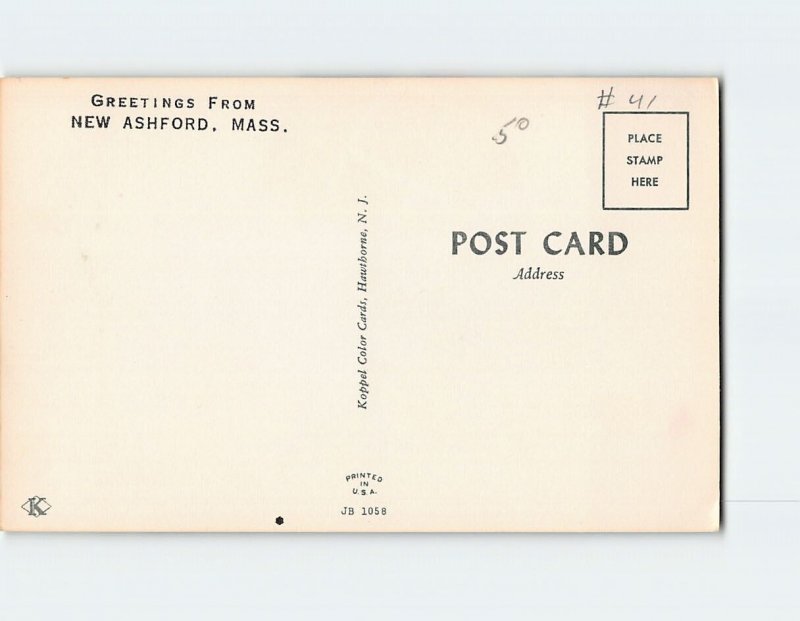 GREETINGS FROM
NEW ASHFORD, MASS.
# 41
50
PLACE
STAMP
HERE
POST CARD
Address
Koppel Color Cards, Hawthorne, N. J.
PRINTED
IN
U.S.A.
JB 1058
K